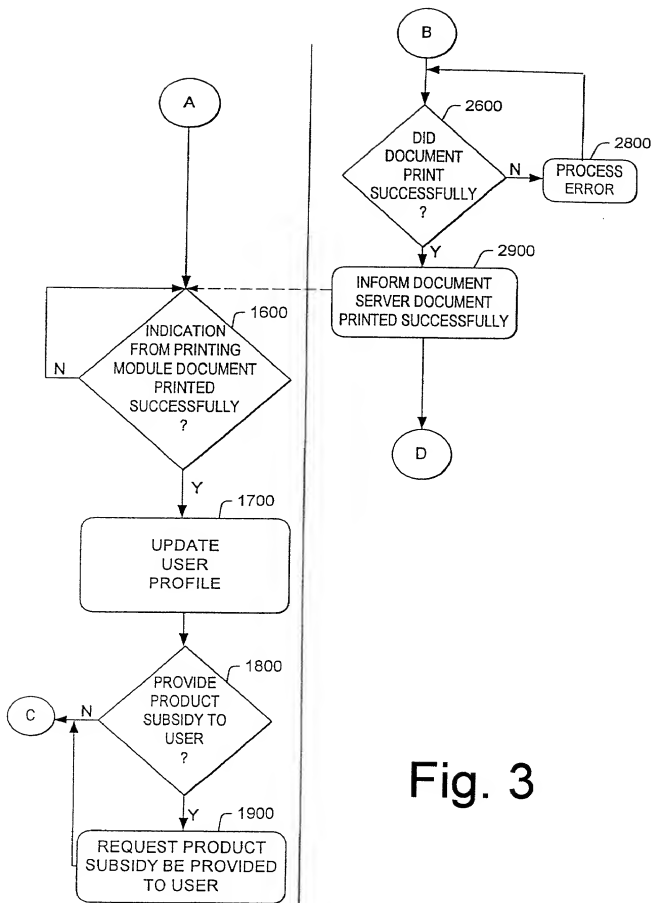 A
1600
INDICATION
FROM PRINTING
MODULE DOCUMENT
PRINTED
SUCCESSFULLY
?
N
Y
1700
UPDATE
USER
PROFILE
1800
PROVIDE
PRODUCT
SUBSIDY TO
USER
?
N
C
Y
1900
REQUEST PRODUCT
SUBSIDY BE PROVIDED
TO USER
B
2600
DID
DOCUMENT
PRINT
SUCCESSFULLY
?
N
2800
PROCESS
ERROR
Y
2900
INFORM DOCUMENT
SERVER DOCUMENT
PRINTED SUCCESSFULLY
D
Fig. 3